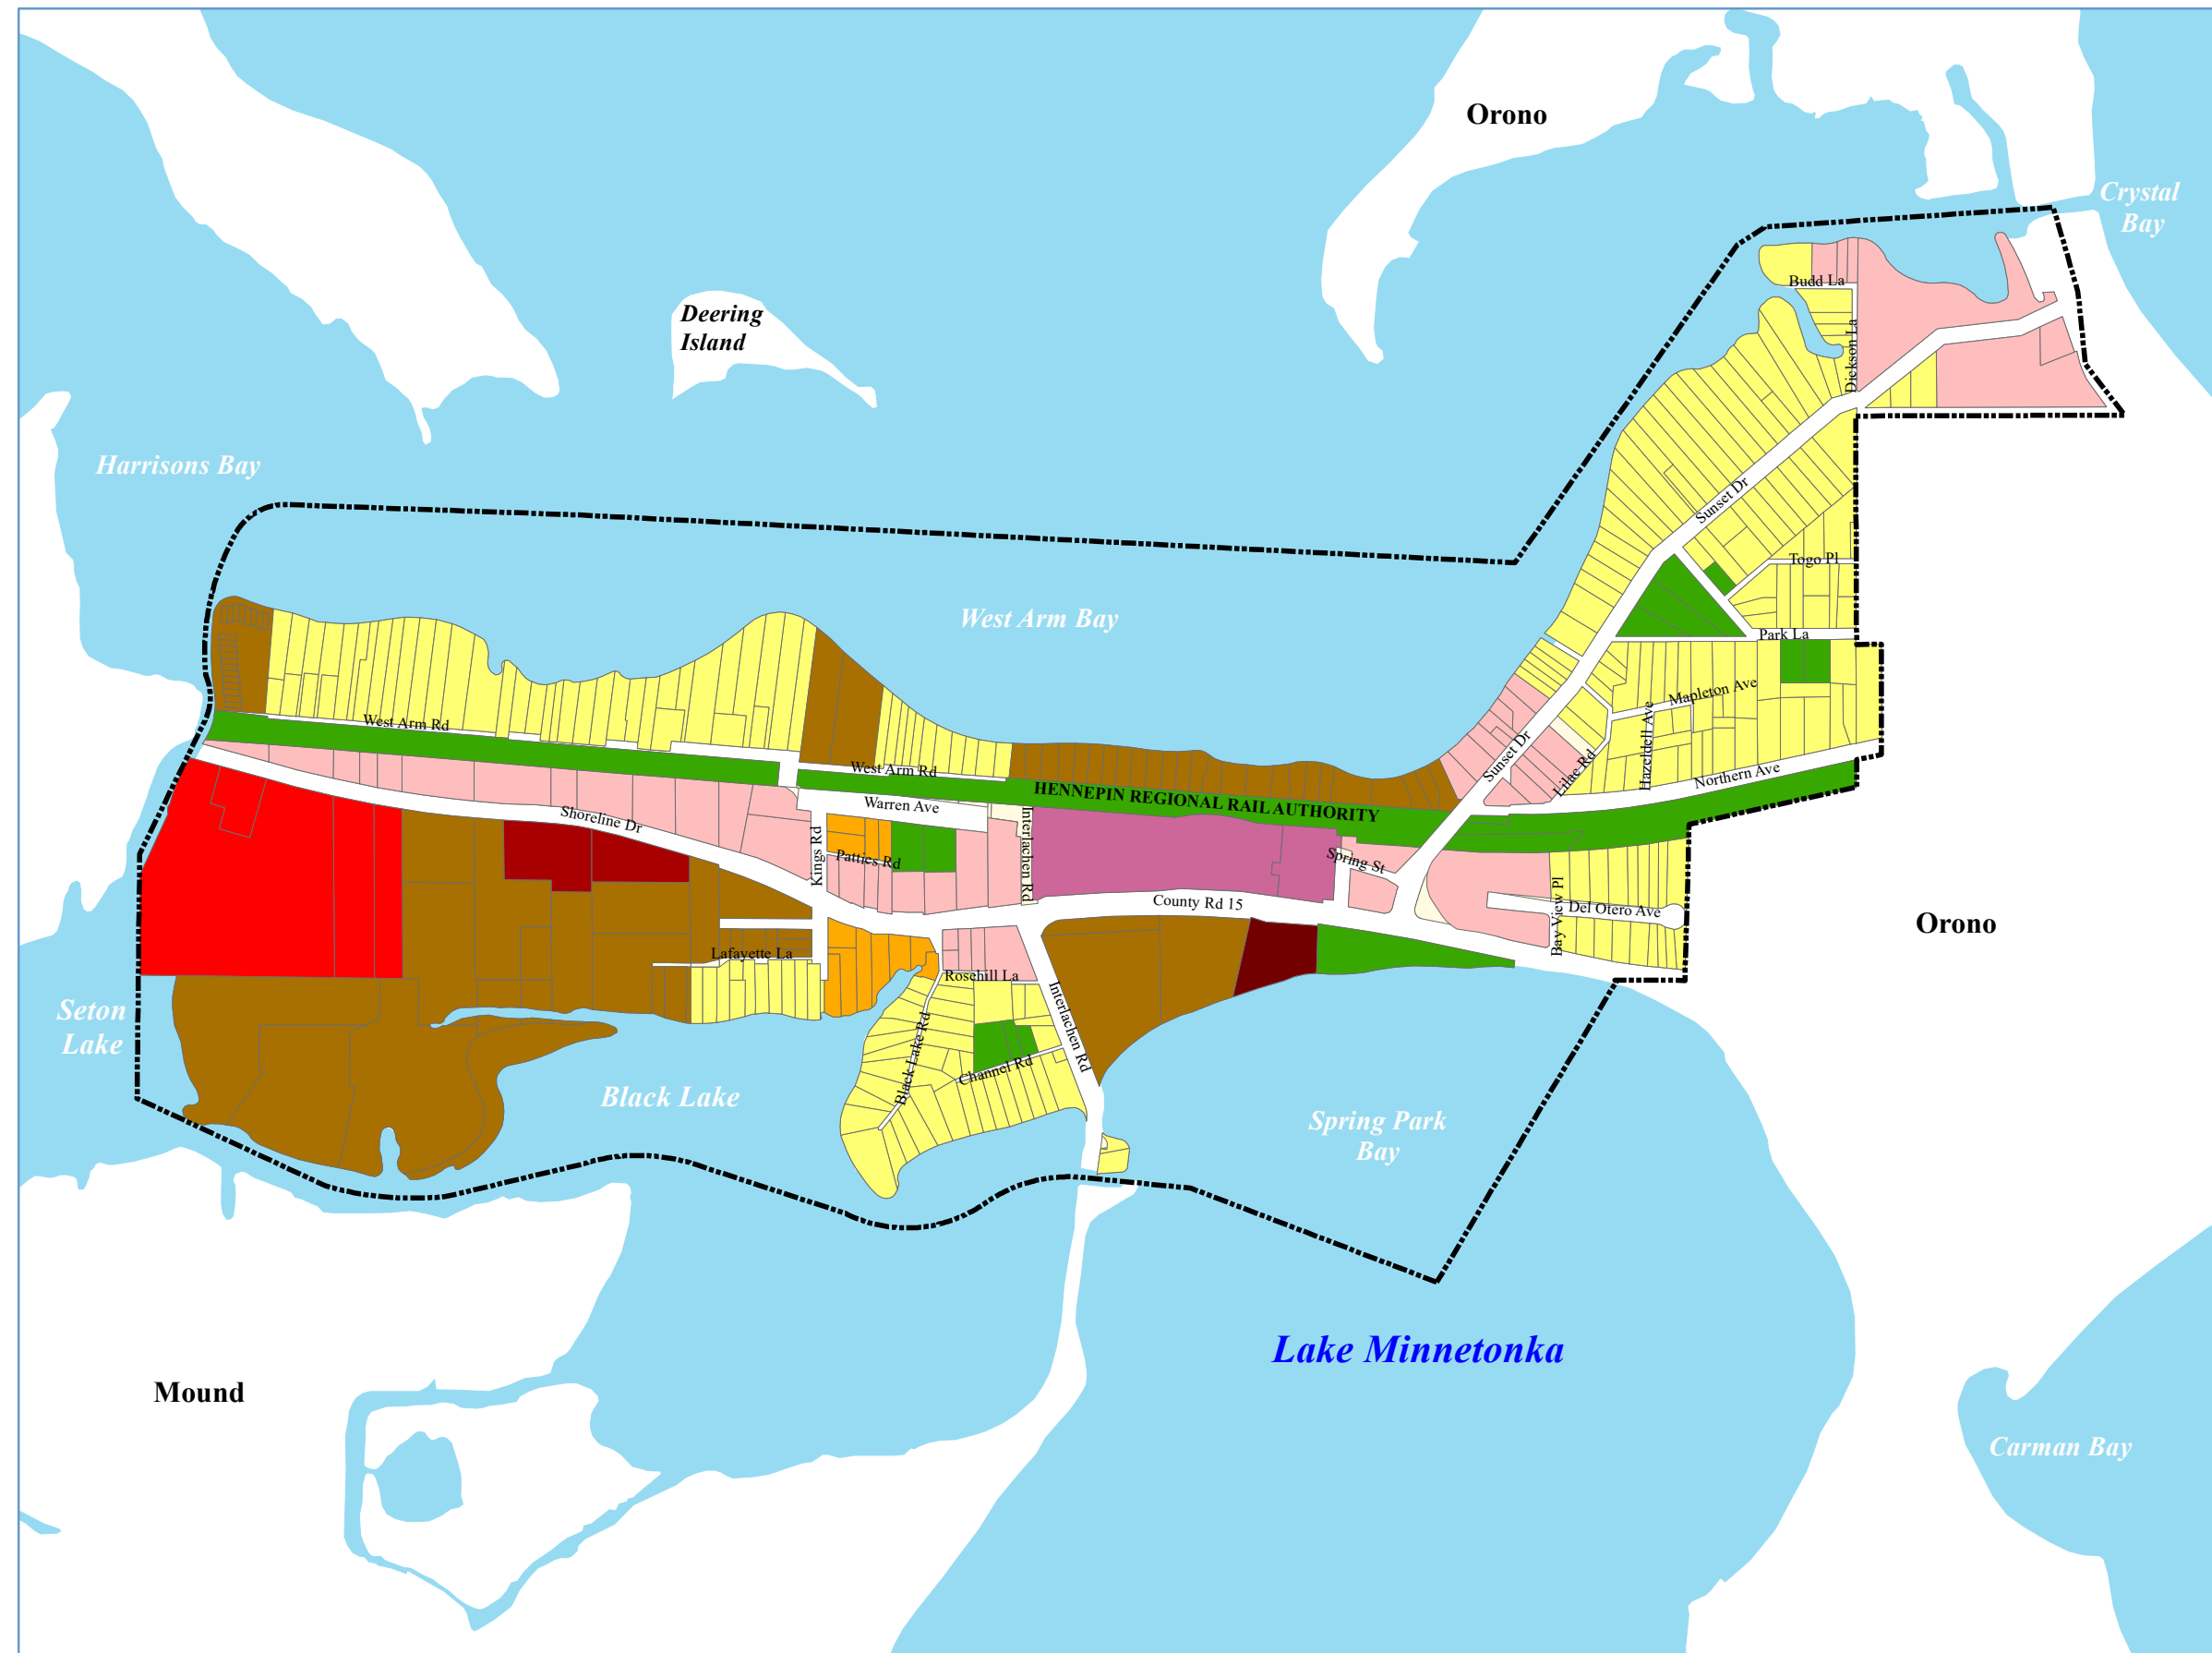 Orono
Crystal
Bay
Budd La
Deering
Island
Dickson La
Harrisons Bay
Sunset Dr
Togo Pl
West Arm Bay
Park La
Mapleton Ave
West Arm Rd
Hazeldell Ave
Sunset Dr
Lilac Rd
West Arm Rd
Northern Ave
HENNEPIN REGIONAL RAIL AUTHORITY
Warren Ave
Shoreline Dr
Interlachen Rd
Kings Rd
Patties Rd
Spring St
County Rd 15
Bay View Pl
Del Otero Ave
Orono
Lafayette La
Rosehill La
Seton
Lake
Interlachen Rd
Black Lake Rd
Channel Rd
Black Lake
Spring Park
Bay
Lake Minnetonka
Mound
Carman Bay